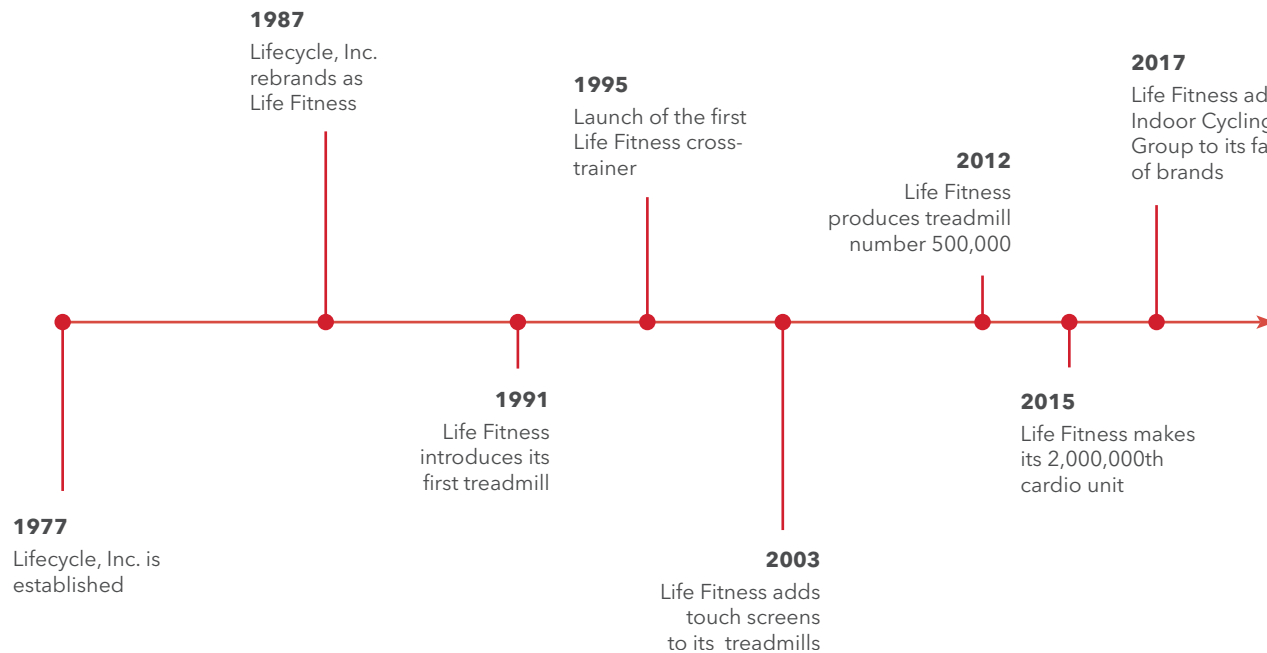 1987
Lifecycle, Inc.
rebrands as
Life Fitness
1995
Launch of the first
Life Fitness cross-
trainer
2017
Life Fitness
Indoor Cycling
Group to its
of brands
2012
Life Fitness
produces treadmill
number 500,000
1991
Life Fitness
introduces its
first treadmill
2015
Life Fitness makes
its 2,000,000th
cardio unit
1977
Lifecycle, Inc. is
established
2003
Life Fitness adds
touch screens
to its treadmills